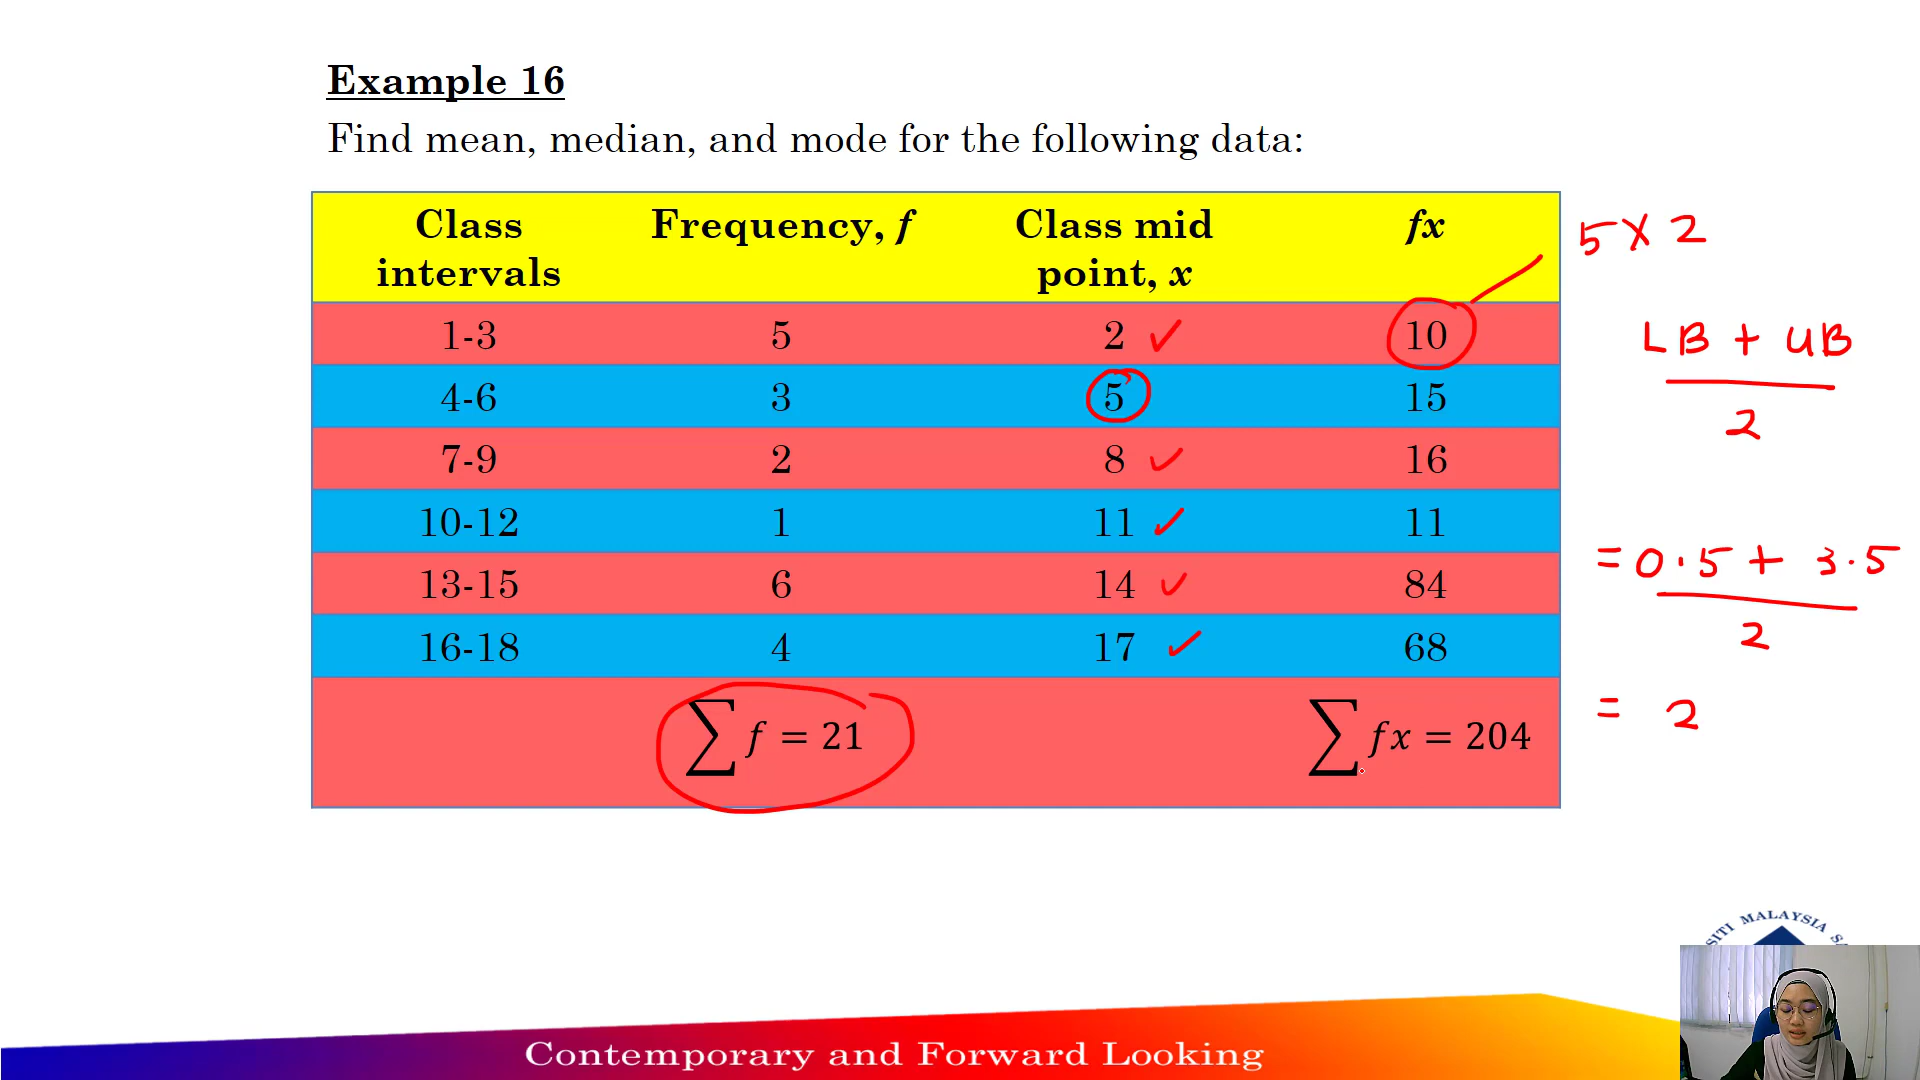 Example 16
Find mean, median, and mode for the following data:
Class intervals Frequency, f Class mid point, x fx
1-3 5 2 ✓ 10
4-6 3 5 15
7-9 2 8 ✓ 16
10-12 1 11 ✓ 11
13-15 6 14 ✓ 84
16-18 4 17 ✓ 68
∑ f = 21 ∑ fx = 204
5 × 2
LB + UB
2
= 0.5 + 3.5
2
= 2
MALAYSIA
Contemporary and Forward Looking